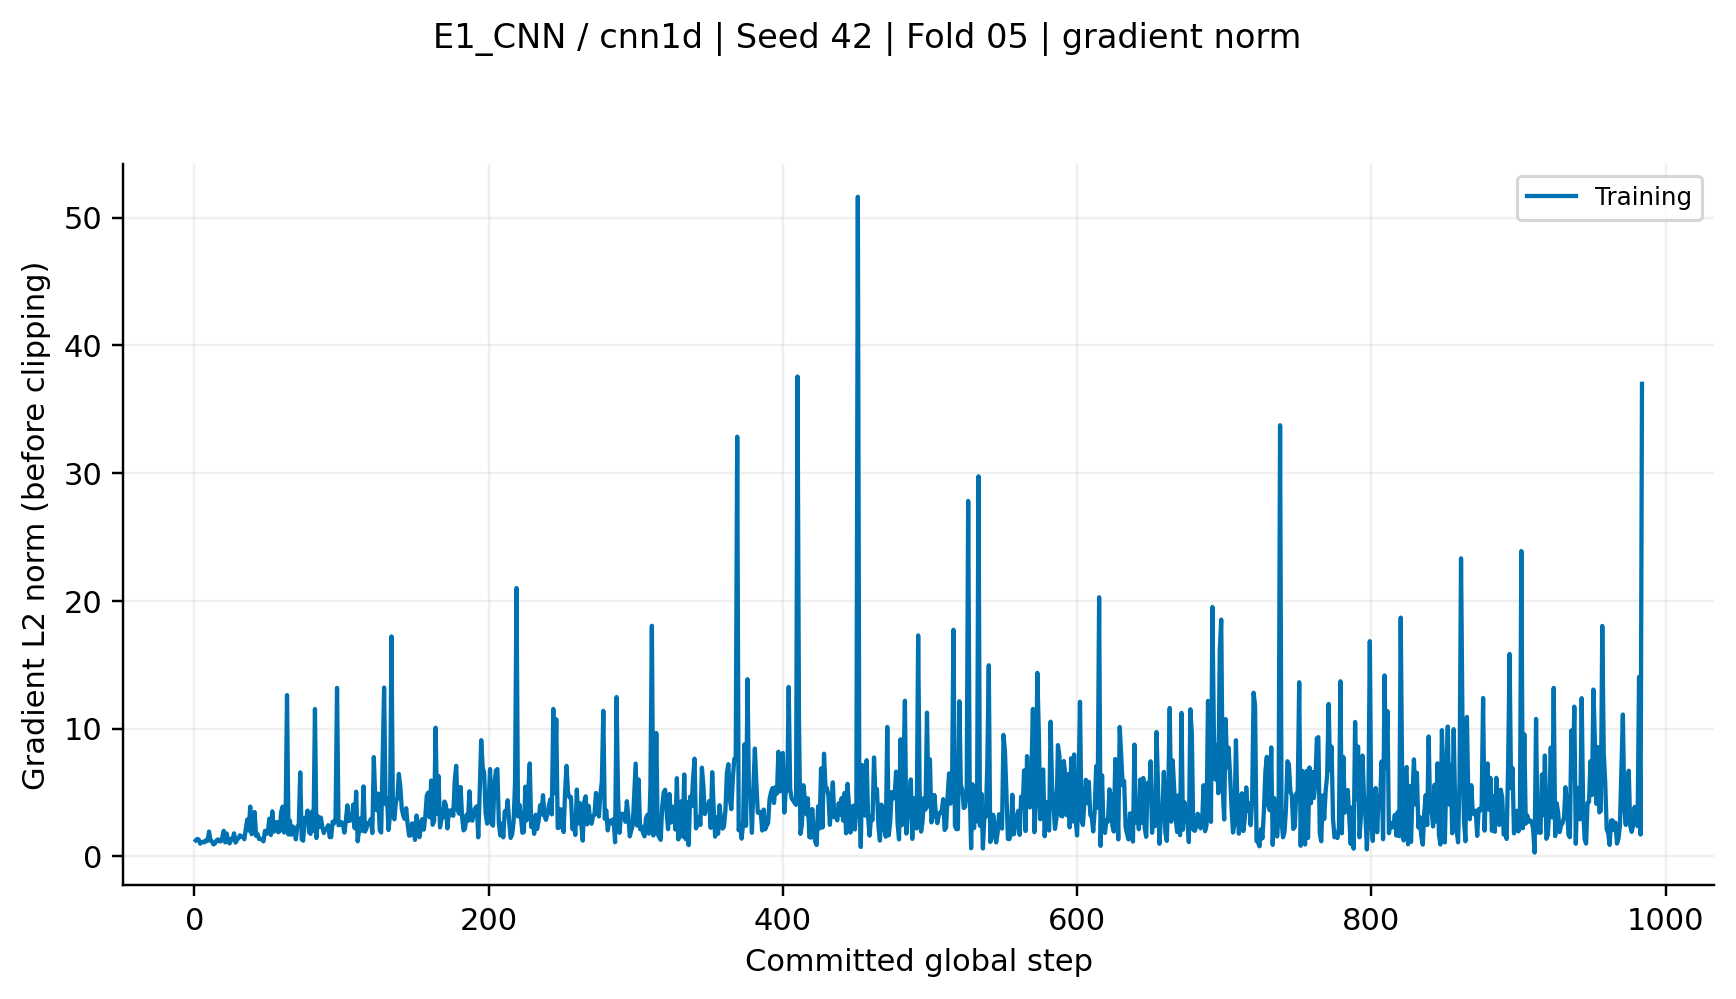 E1_CNN / cnn1d | Seed 42 | Fold 05 | gradient norm
Training
Gradient L2 norm (before clipping)
50
40
30
20
10
0
0 200 400 600 800 1000
Committed global step